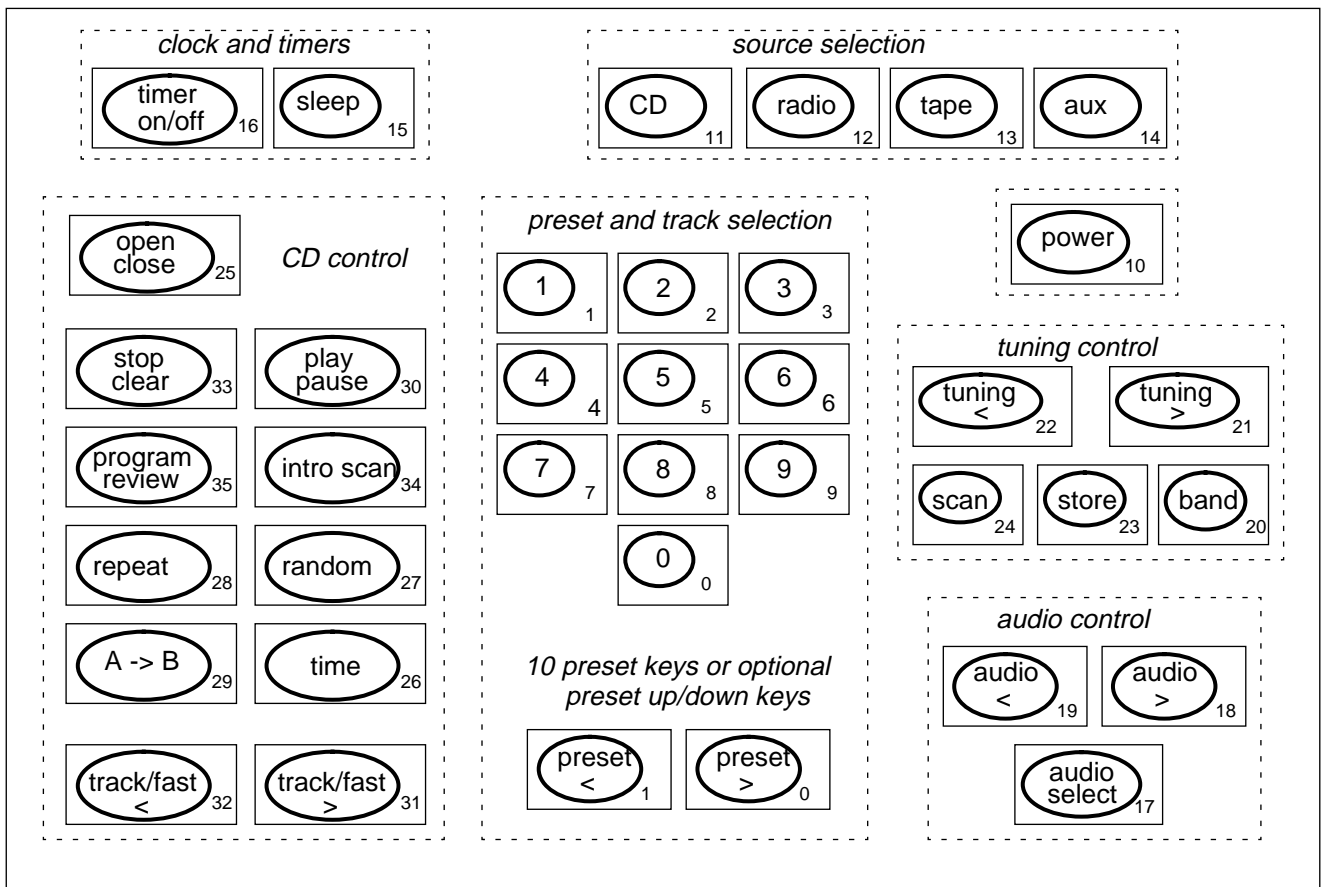 clock and timers
timer
on/off
16
sleep
15
source selection
CD
11
radio
12
tape
13
aux
14
open
close
25
CD control
stop
clear
33
play
pause
30
program
review
35
intro scan
34
repeat
28
random
27
A -> B
29
time
26
track/fast
<
32
track/fast
>
31
preset and track selection
1
1
2
2
3
3
4
4
5
5
6
6
7
7
8
8
9
9
0
0
10 preset keys or optional
preset up/down keys
preset
<
1
preset
>
0
power
10
tuning control
tuning
<
22
tuning
>
21
scan
24
store
23
band
20
audio control
audio
<
19
audio
>
18
audio
select
17